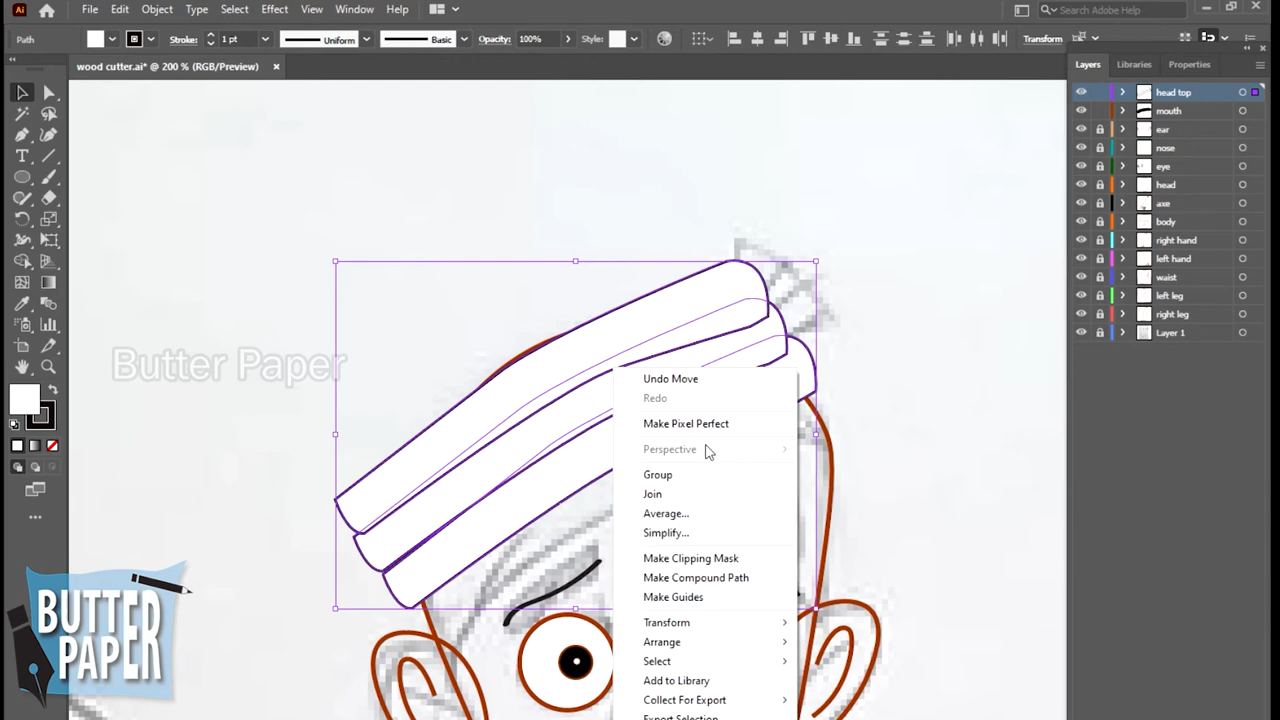 Ai File Edit Object Type Select Effect View Window Help Search Adobe Help
Path Stroke: 1 pt Uniform Basic Opacity: 100% Style: Transform
wood cutter.ai* @ 200 % (RGB/Preview) ×
Layers Libraries Properties
head top
mouth
ear
nose
eye
head
axe
body
right hand
left hand
waist
left leg
right leg
Layer 1
Butter Paper
Undo Move
Redo
Make Pixel Perfect
Perspective
Group
Join
Average...
Simplify...
Make Clipping Mask
Make Compound Path
Make Guides
Transform
Arrange
Select
Add to Library
Collect For Export
Export Selection
BUTTER
PAPER